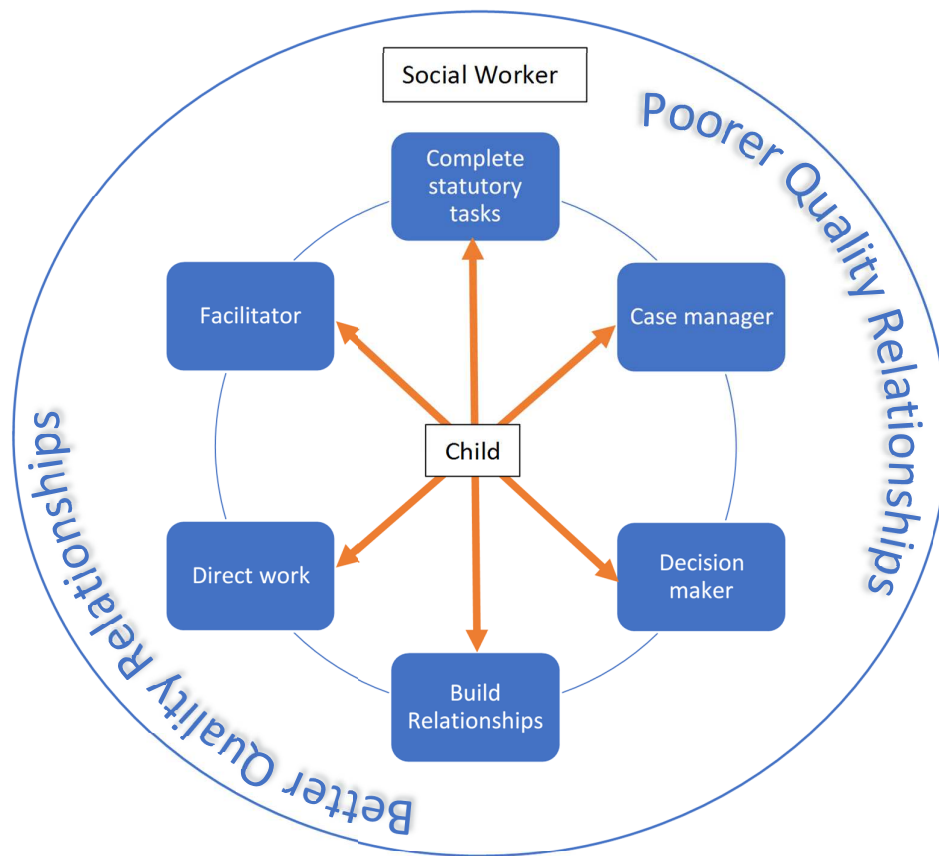 Social Worker
Poorer Quality Relationships
Complete
statutory
tasks
Facilitator
Case manager
Child
Direct work
Decision
maker
Build
Relationships
Better Quality Relationships